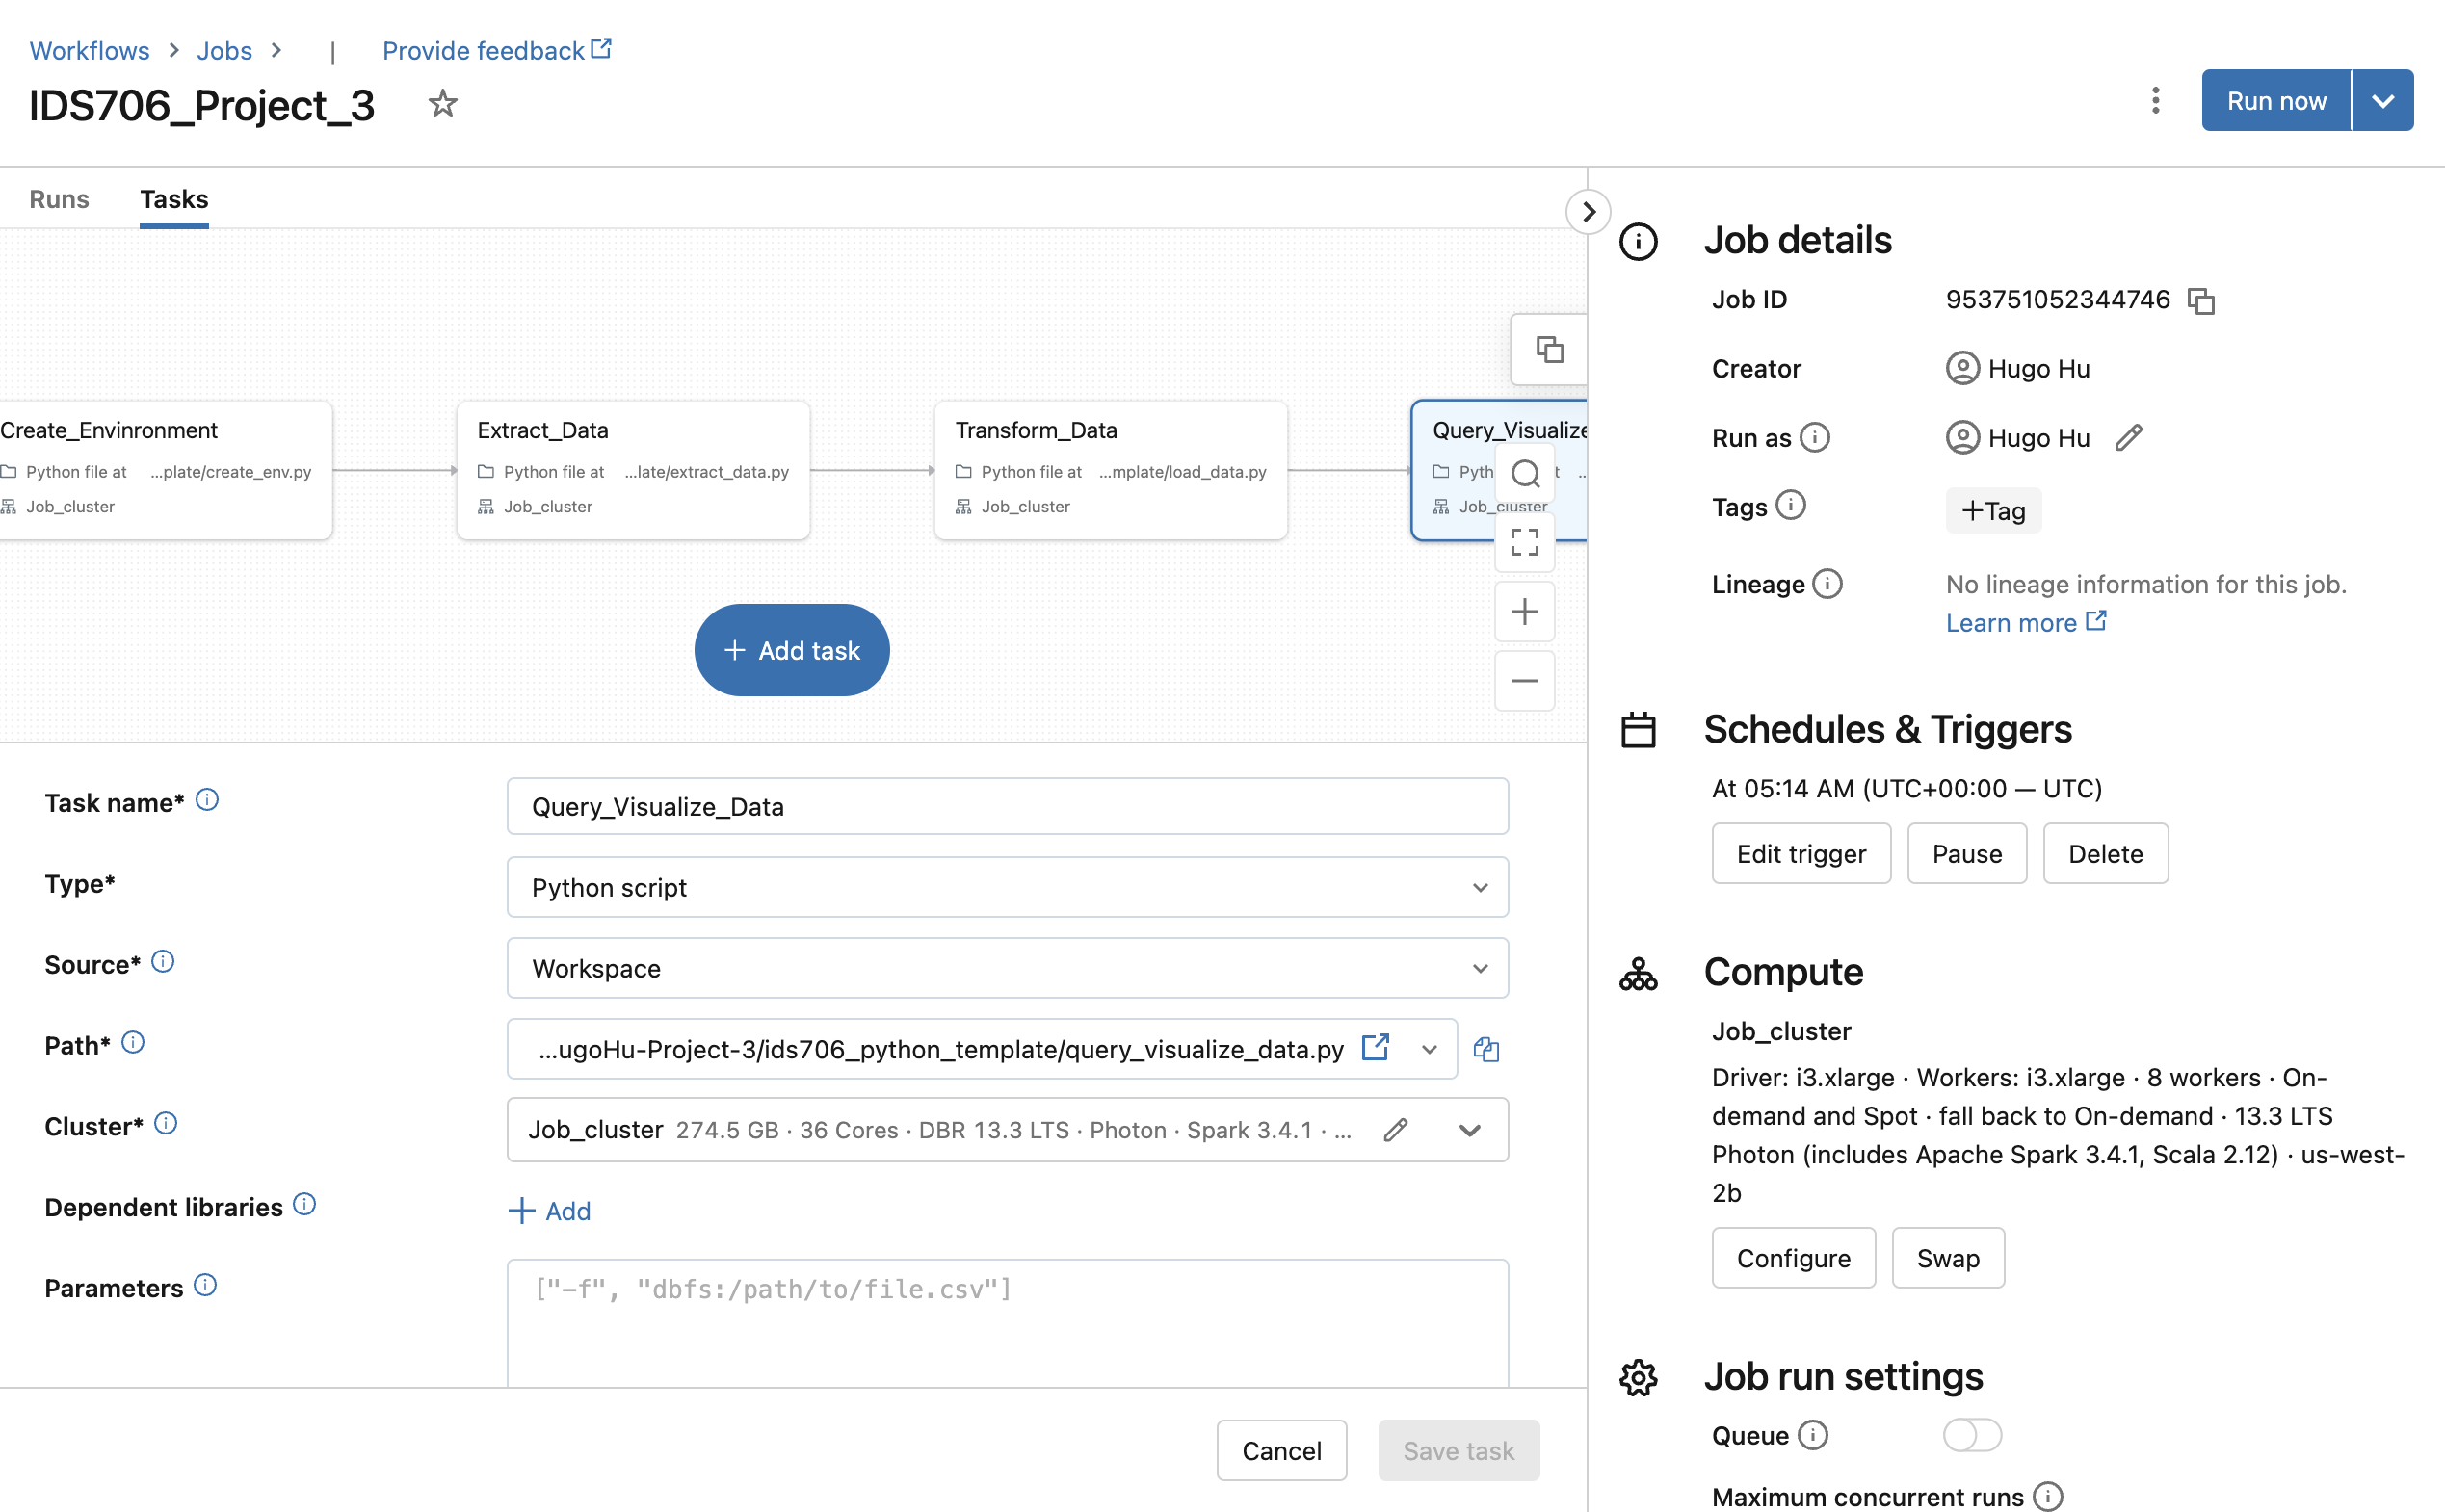 Workflows > Jobs > | Provide feedback
IDS706_Project_3
Run now
Runs Tasks
Create_Envinronment
Python file at ...plate/create_env.py
Job_cluster
Extract_Data
Python file at ...late/extract_data.py
Job_cluster
Transform_Data
Python file at ...mplate/load_data.py
Job_cluster
Query_Visualize
Pyth t ..
Job_cluster
+ Add task
Task name* Query_Visualize_Data
Type* Python script
Source* Workspace
Path* ...ugoHu-Project-3/ids706_python_template/query_visualize_data.py
Cluster* Job_cluster 274.5 GB · 36 Cores · DBR 13.3 LTS · Photon · Spark 3.4.1 · ...
Dependent libraries + Add
Parameters ["-f", "dbfs:/path/to/file.csv"]
Cancel Save task
Job details
Job ID 953751052344746
Creator Hugo Hu
Run as Hugo Hu
Tags +Tag
Lineage No lineage information for this job.
Learn more
Schedules & Triggers
At 05:14 AM (UTC+00:00 — UTC)
Edit trigger Pause Delete
Compute
Job_cluster
Driver: i3.xlarge · Workers: i3.xlarge · 8 workers · On-
demand and Spot · fall back to On-demand · 13.3 LTS
Photon (includes Apache Spark 3.4.1, Scala 2.12) · us-west-
2b
Configure Swap
Job run settings
Queue
Maximum concurrent runs